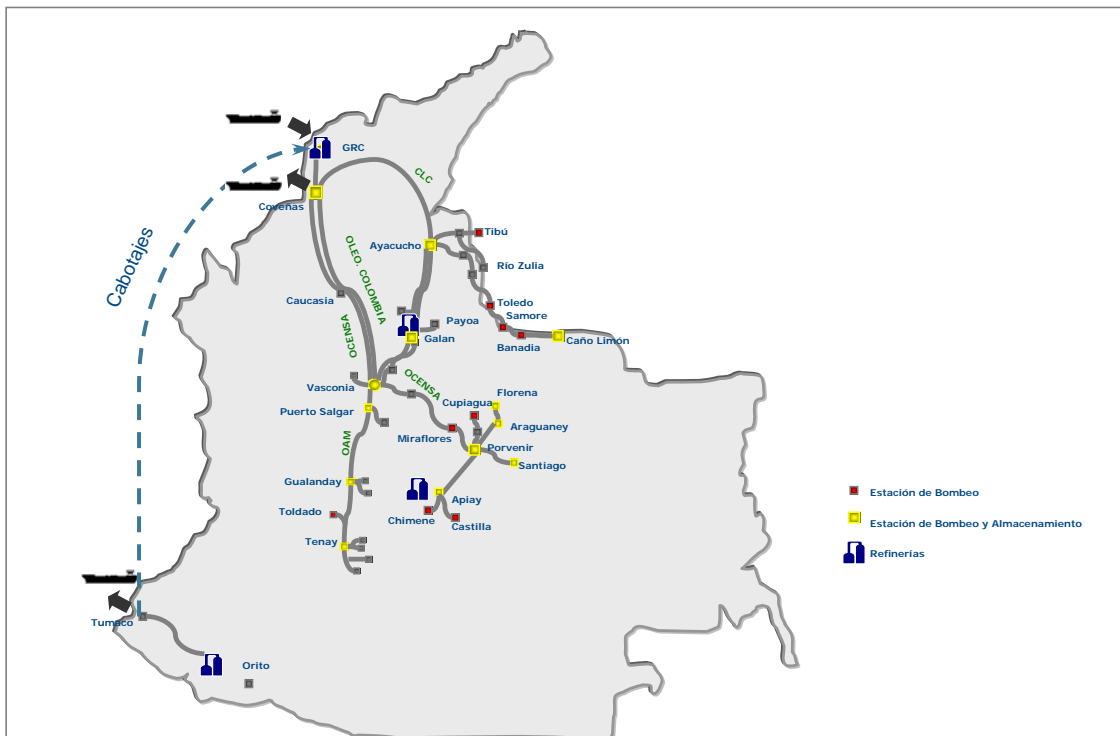 GRC
CLC
Coveñas
Tibú
Ayacucho
Río Zulia
Cabotajes
OLEO. COLOMBIA
Caucasia
Toledo
Samore
Payoa
OCENSA
Galan
Banadia
Caño Limón
Vasconia
OCENSA
Florena
Cupiagua
Puerto Salgar
Araguaney
Miraflores
OAM
Porvenir
Santiago
Gualanday
Apiay
Estación de Bombeo
Toldado
Chimene
Castilla
Estación de Bombeo y Almacenamiento
Tenay
Refinerías
Tumaco
Orito